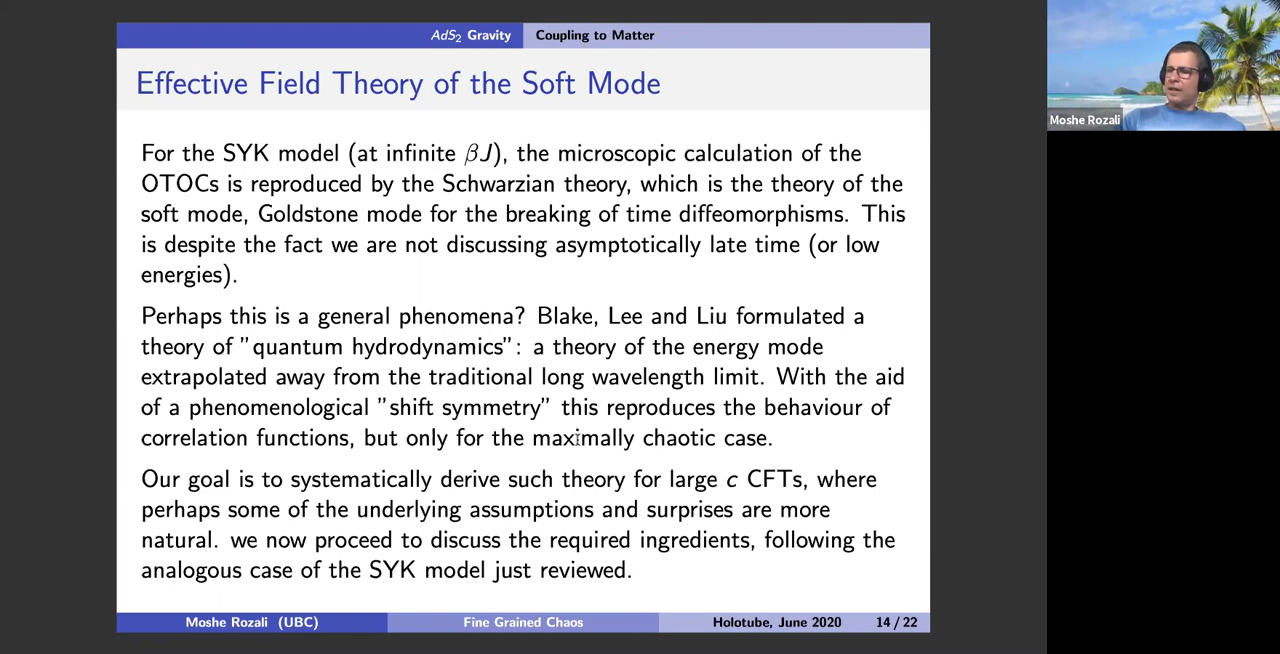 AdS₂ Gravity Coupling to Matter
Effective Field Theory of the Soft Mode
For the SYK model (at infinite βJ), the microscopic calculation of the
OTOCs is reproduced by the Schwarzian theory, which is the theory of the
soft mode, Goldstone mode for the breaking of time diffeomorphisms. This
is despite the fact we are not discussing asymptotically late time (or low
energies).
Perhaps this is a general phenomena? Blake, Lee and Liu formulated a
theory of ”quantum hydrodynamics”: a theory of the energy mode
extrapolated away from the traditional long wavelength limit. With the aid
of a phenomenological ”shift symmetry” this reproduces the behaviour of
correlation functions, but only for the maximally chaotic case.
Our goal is to systematically derive such theory for large c CFTs, where
perhaps some of the underlying assumptions and surprises are more
natural. we now proceed to discuss the required ingredients, following the
analogous case of the SYK model just reviewed.
Moshe Rozali (UBC) Fine Grained Chaos Holotube, June 2020 14 / 22
Moshe Rozali